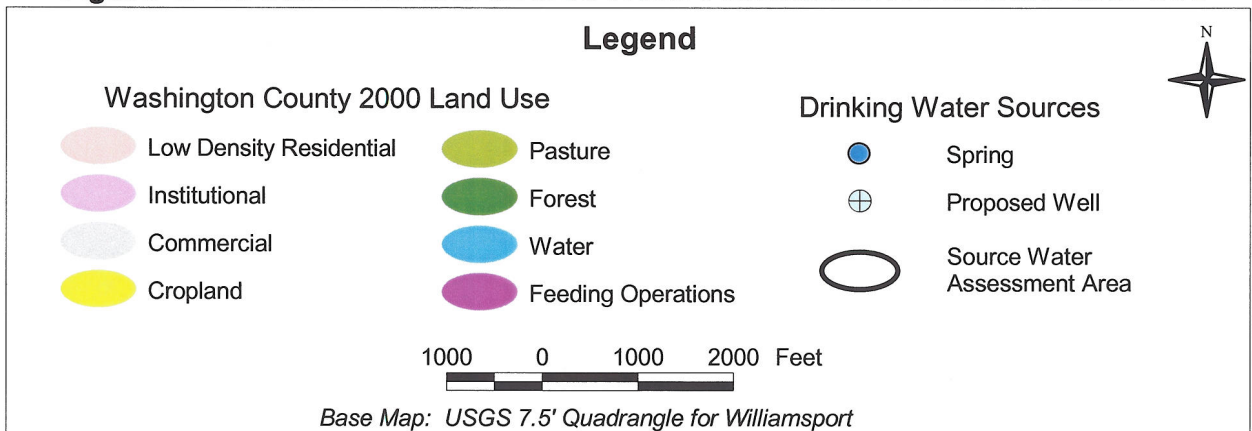 Legend
N
Washington County 2000 Land Use
Low Density Residential
Institutional
Commercial
Cropland
Pasture
Forest
Water
Feeding Operations
Drinking Water Sources
Spring
Proposed Well
Source Water
Assessment Area
1000 0 1000 2000 Feet
Base Map: USGS 7.5' Quadrangle for Williamsport